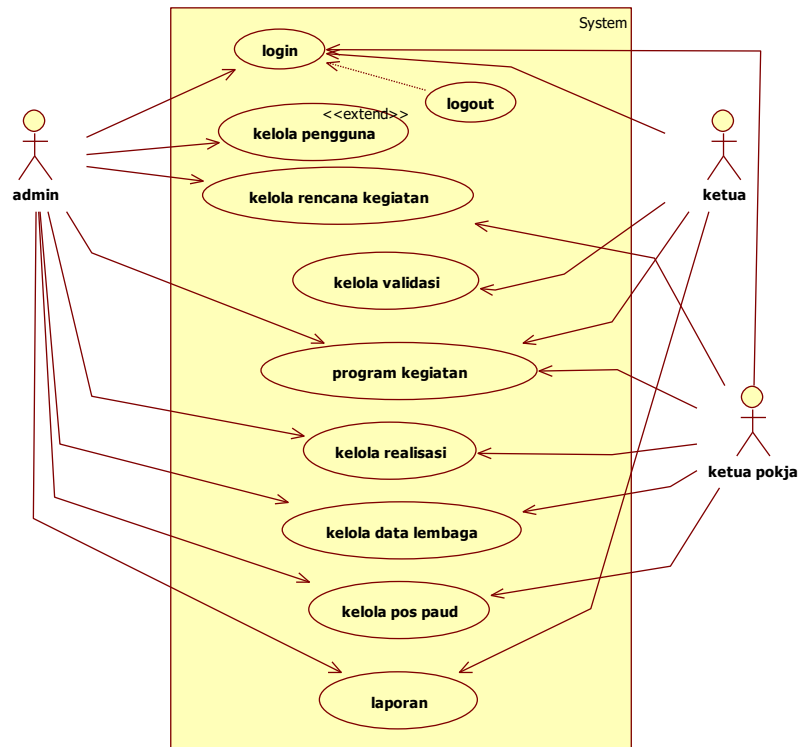 System
login
logout
<<extend>>
kelola pengguna
admin
ketua
kelola rencana kegiatan
kelola validasi
program kegiatan
kelola realisasi
ketua pokja
kelola data lembaga
kelola pos paud
laporan